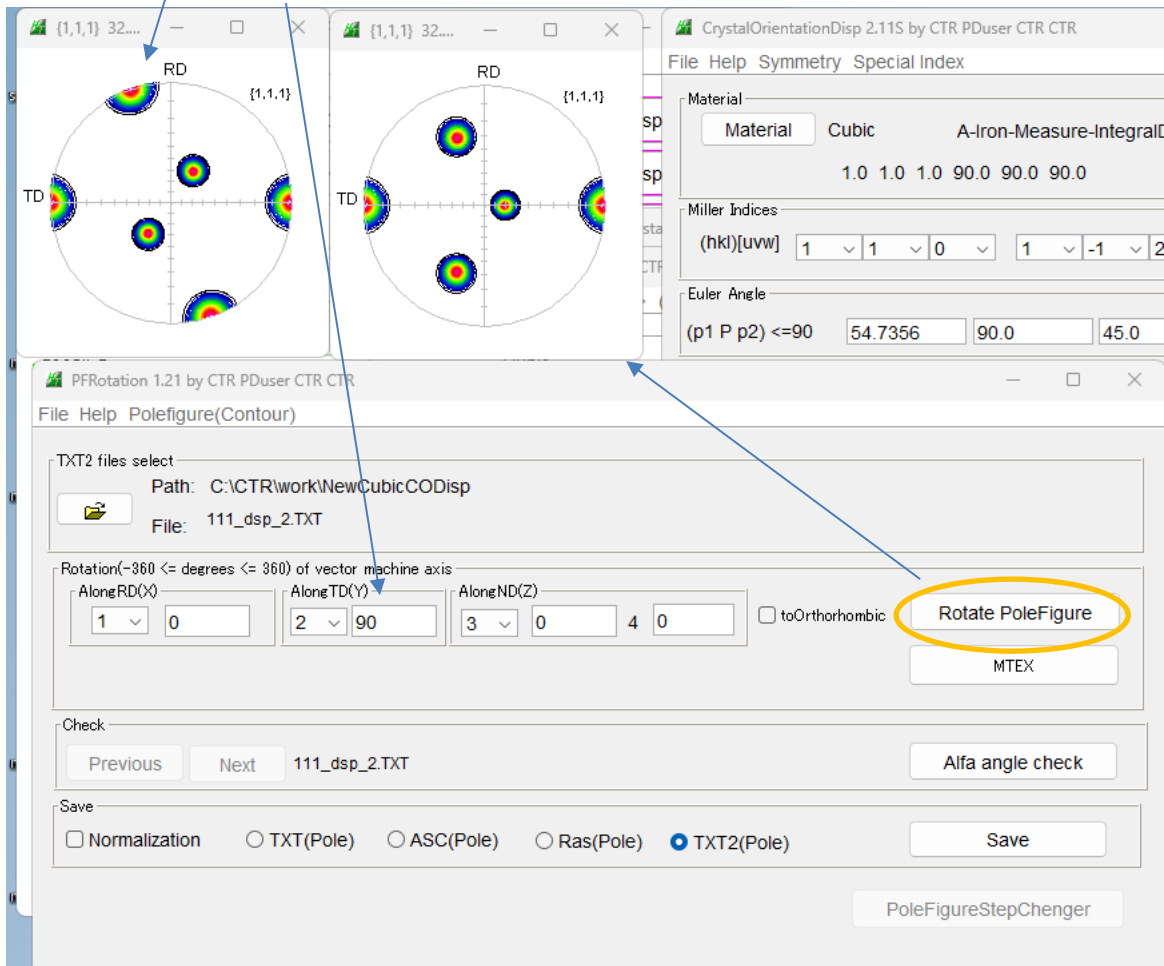 {1,1,1} 32....
{1,1,1} 32....
CrystalOrientationDisp 2.11S by CTR PDuser CTR CTR
File Help Symmetry Special Index
RD
{1,1,1}
TD
RD
{1,1,1}
TD
Material
Material Cubic A-Iron-Measure-IntegralD
1.0 1.0 1.0 90.0 90.0 90.0
Miller Indices
(hkl)[uvw] 1 1 0 1 -1 2
Euler Angle
(p1 P p2) <=90 54.7356 90.0 45.0
PFRotation 1.21 by CTR PDuser CTR CTR
File Help Polefigure(Contour)
TXT2 files select
Path: C:\CTR\work\NewCubicCODisp
File: 111_dsp_2.TXT
Rotation(-360 <= degrees <= 360) of vector machine axis
AlongRD(X) AlongTD(Y) AlongND(Z)
1 0 2 90 3 0 4 0 toOrthorhombic Rotate PoleFigure
MTEX
Check
Previous Next 111_dsp_2.TXT Alfa angle check
Save
Normalization TXT(Pole) ASC(Pole) Ras(Pole) TXT2(Pole) Save
PoleFigureStepChenger